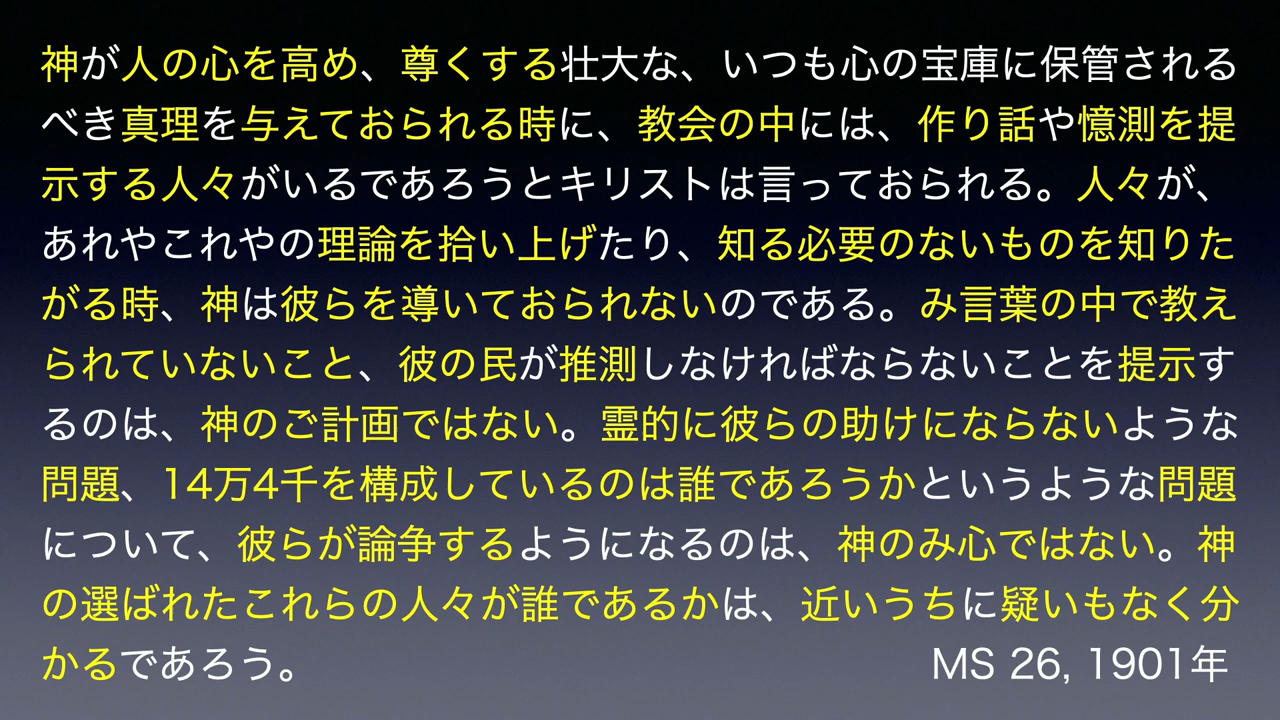 神が人の心を高め、尊くする壮大な、いつも心の宝庫に保管される
べき真理を与えておられる時に、教会の中には、作り話や憶測を提
示する人々がいるであろうとキリストは言っておられる。人々が、
あれやこれやの理論を拾い上げたり、知る必要のないものを知りた
がる時、神は彼らを導いておられないのである。み言葉の中で教え
られていないこと、彼の民が推測しなければならないことを提示す
るのは、神のご計画ではない。霊的に彼らの助けにならないような
問題、14万4千を構成しているのは誰であろうかというような問題
について、彼らが論争するようになるのは、神のみ心ではない。神
の選ばれたこれらの人々が誰であるかは、近いうちに疑いもなく分
かるであろう。 MS 26, 1901年